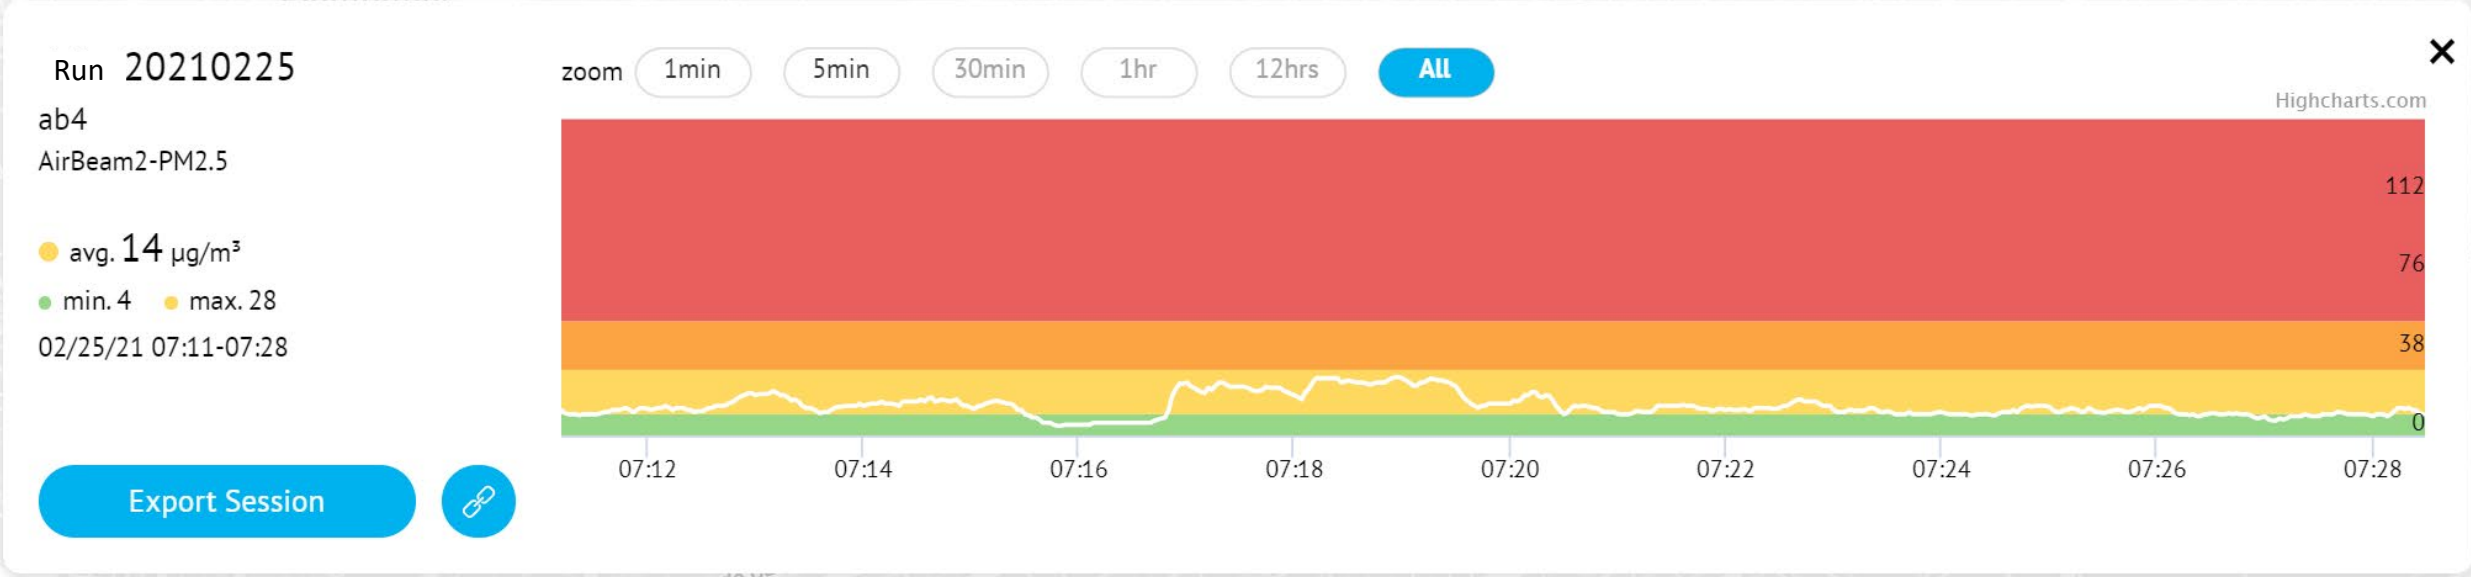 Run 20210225
ab4
AirBeam2-PM2.5
avg. 14 µg/m³
min. 4 max. 28
02/25/21 07:11-07:28
Export Session
zoom 1min 5min 30min 1hr 12hrs All
Highcharts.com
112
76
38
0
07:12 07:14 07:16 07:18 07:20 07:22 07:24 07:26 07:28